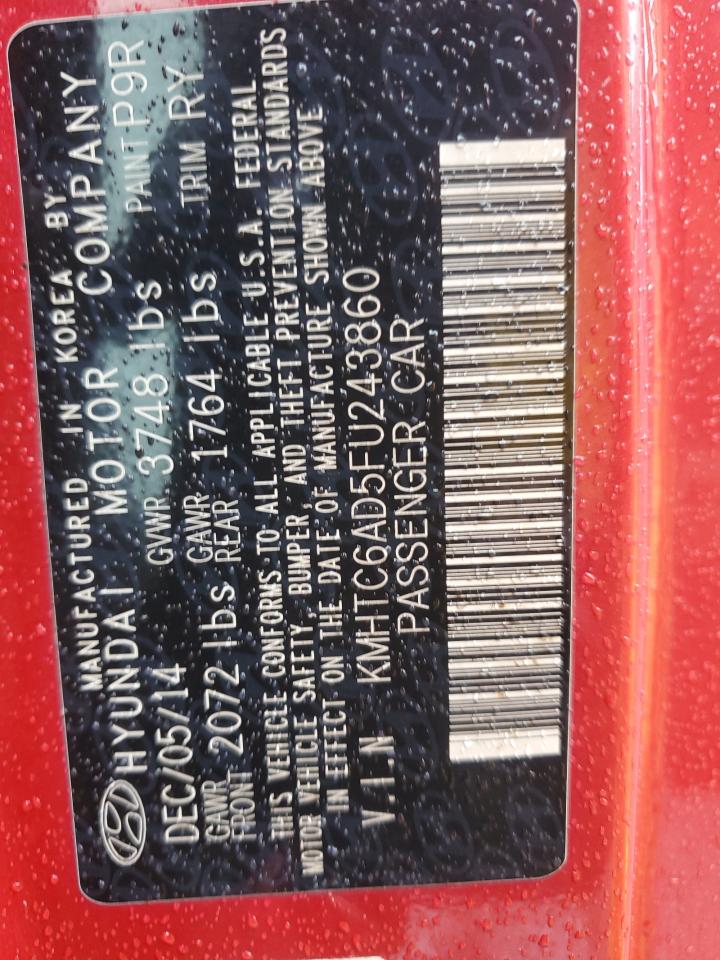 MANUFACTURED IN KOREA BY
HYUNDAI MOTOR COMPANY
DEC/05/14 GVWR 3748 lbs PAINT P9R
GAWR FRONT 2072 lbs GAWR REAR 1764 lbs TRIM RY
THIS VEHICLE CONFORMS TO ALL APPLICABLE U.S.A. FEDERAL
MOTOR VEHICLE SAFETY, BUMPER, AND THEFT PREVENTION STANDARDS
IN EFFECT ON THE DATE OF MANUFACTURE SHOWN ABOVE
V.I.N KMHTC6AD5FU243860
PASSENGER CAR